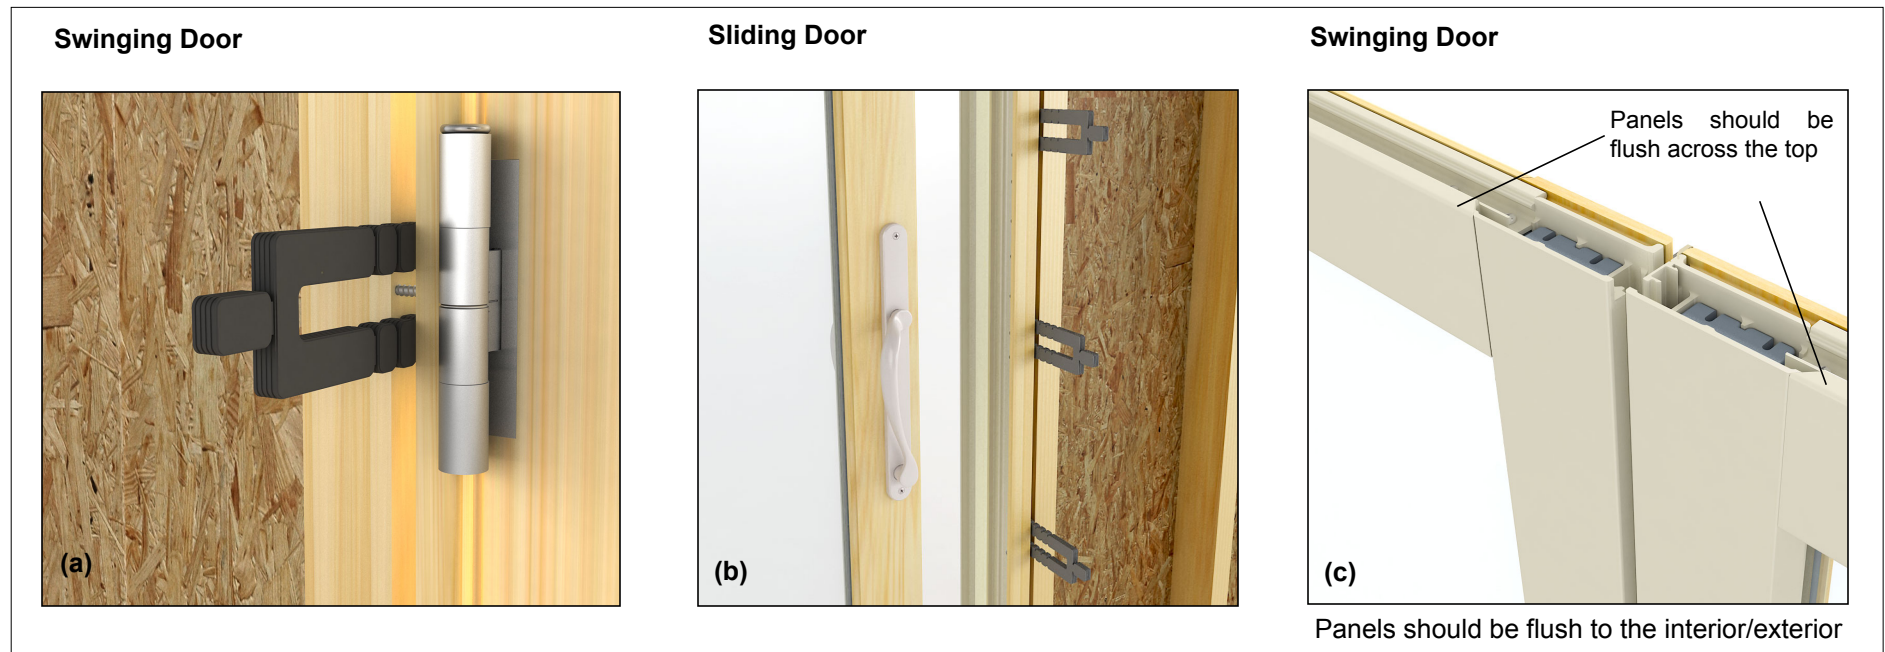 Swinging Door
Sliding Door
Swinging Door
(a)
(b)
Panels should be
flush across the top
(c)
Panels should be flush to the interior/exterior